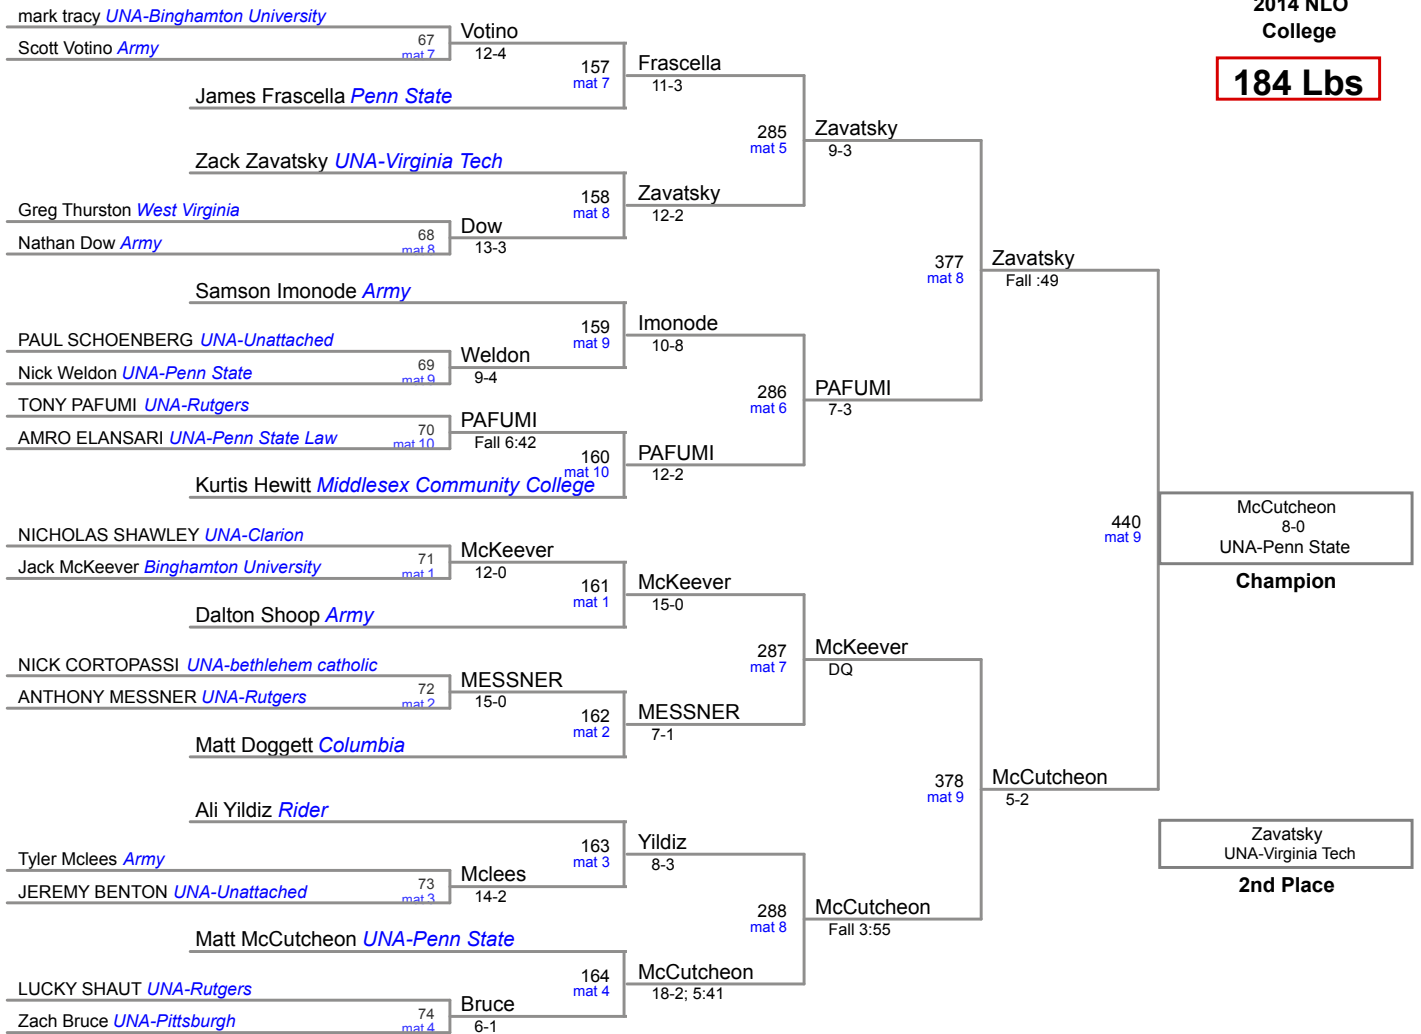 2014 NLO
College
184 Lbs
mark tracy UNA-Binghamton University
Scott Votino Army
67
mat 7
Votino
12-4
James Frascella Penn State
157
mat 7
Frascella
11-3
Zack Zavatsky UNA-Virginia Tech
Greg Thurston West Virginia
Nathan Dow Army
68
mat 8
Dow
13-3
158
mat 8
Zavatsky
12-2
285
mat 5
Zavatsky
9-3
Samson Imonode Army
PAUL SCHOENBERG UNA-Unattached
Nick Weldon UNA-Penn State
69
mat 9
Weldon
9-4
159
mat 9
Imonode
10-8
TONY PAFUMI UNA-Rutgers
AMRO ELANSARI UNA-Penn State Law
70
mat 10
PAFUMI
Fall 6:42
Kurtis Hewitt Middlesex Community College
160
mat 10
PAFUMI
12-2
286
mat 6
PAFUMI
7-3
377
mat 8
Zavatsky
Fall :49
NICHOLAS SHAWLEY UNA-Clarion
Jack McKeever Binghamton University
71
mat 1
McKeever
12-0
Dalton Shoop Army
161
mat 1
McKeever
15-0
NICK CORTOPASSI UNA-bethlehem catholic
ANTHONY MESSNER UNA-Rutgers
72
mat 2
MESSNER
15-0
Matt Doggett Columbia
162
mat 2
MESSNER
7-1
287
mat 7
McKeever
DQ
Ali Yildiz Rider
Tyler Mclees Army
JEREMY BENTON UNA-Unattached
73
mat 3
Mclees
14-2
163
mat 3
Yildiz
8-3
Matt McCutcheon UNA-Penn State
LUCKY SHAUT UNA-Rutgers
Zach Bruce UNA-Pittsburgh
74
mat 4
Bruce
6-1
164
mat 4
McCutcheon
18-2; 5:41
288
mat 8
McCutcheon
Fall 3:55
378
mat 9
McCutcheon
5-2
440
mat 9
McCutcheon
8-0
UNA-Penn State
Champion
Zavatsky
UNA-Virginia Tech
2nd Place